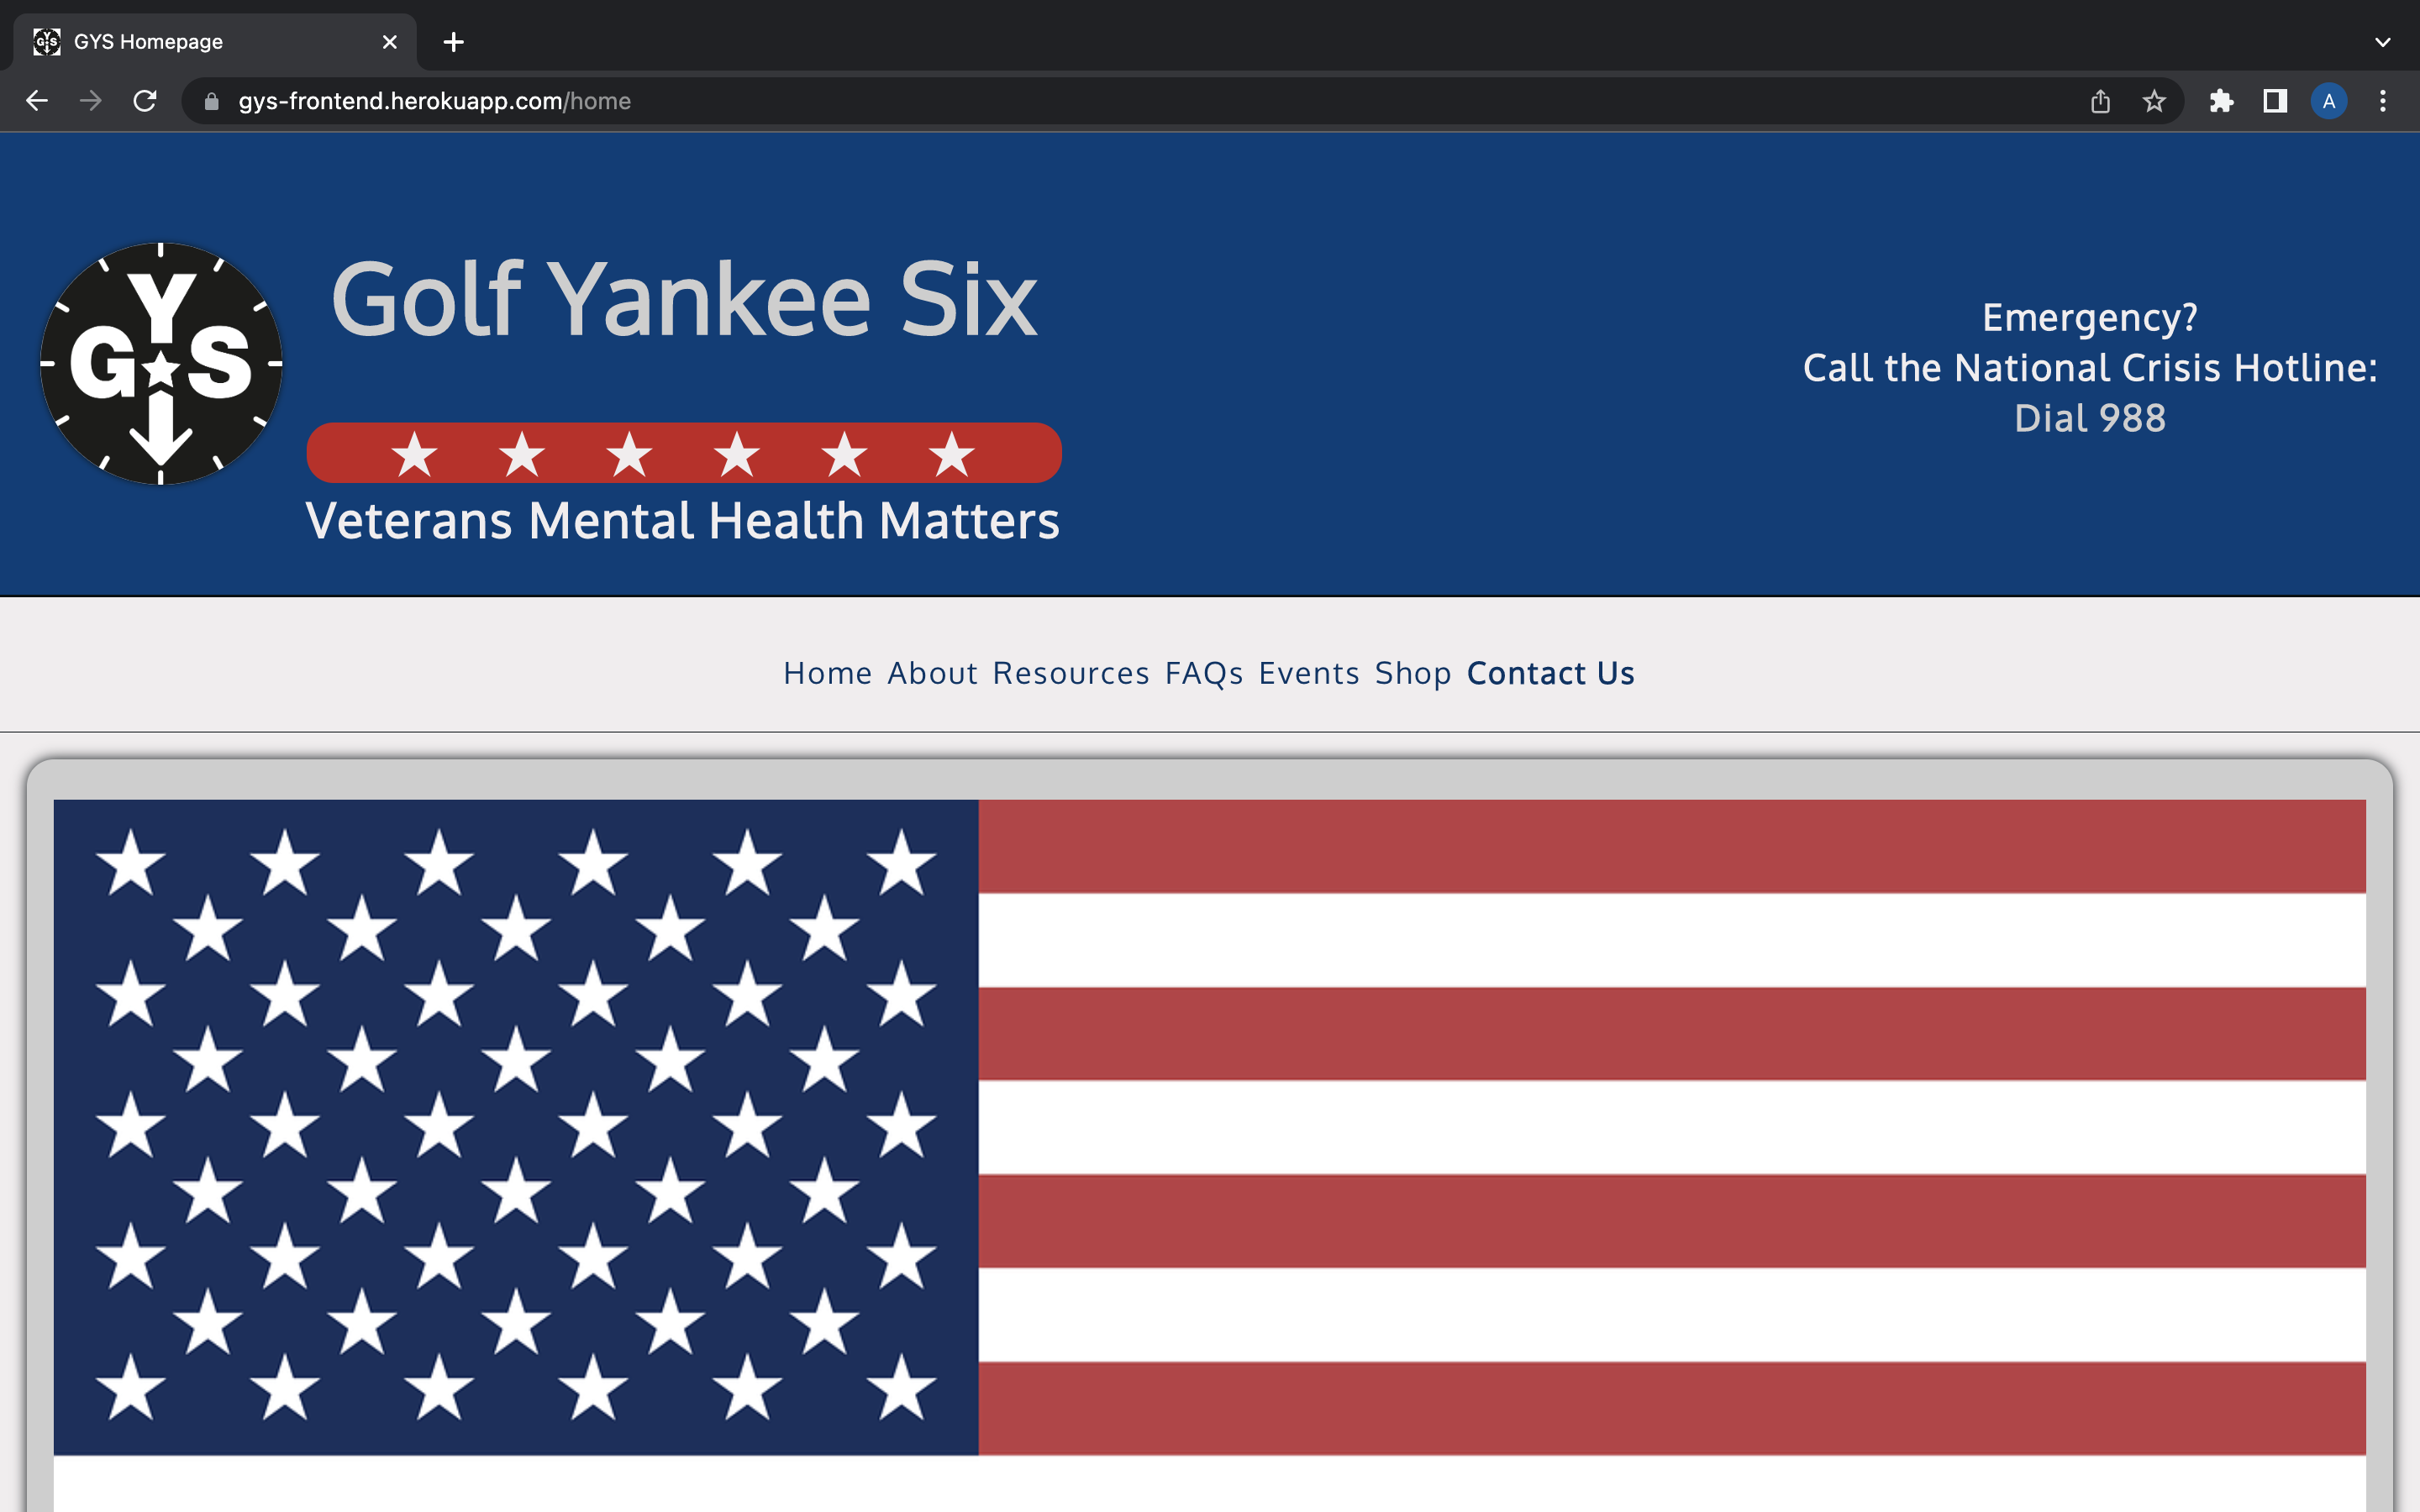 GYS Homepage
gys-frontend.herokuapp.com/home
A
Y
G S
Golf Yankee Six
Veterans Mental Health Matters
Emergency?
Call the National Crisis Hotline:
Dial 988
Home About Resources FAQs Events Shop Contact Us